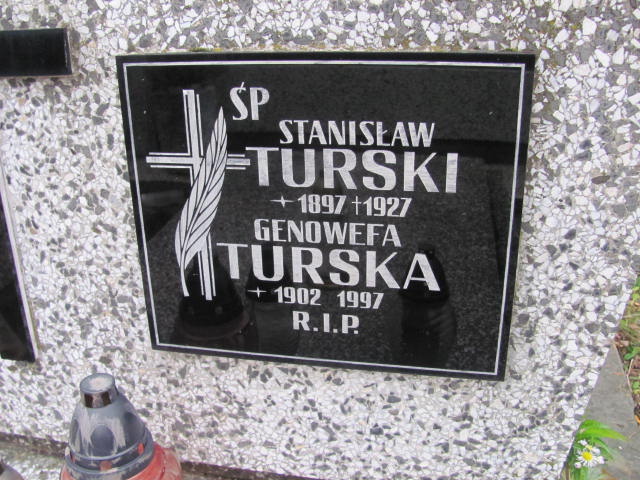 ŚP
STANISŁAW
TURSKI
1897 †1927
GENOWEFA
TURSKA
1902 1997
R.I.P.